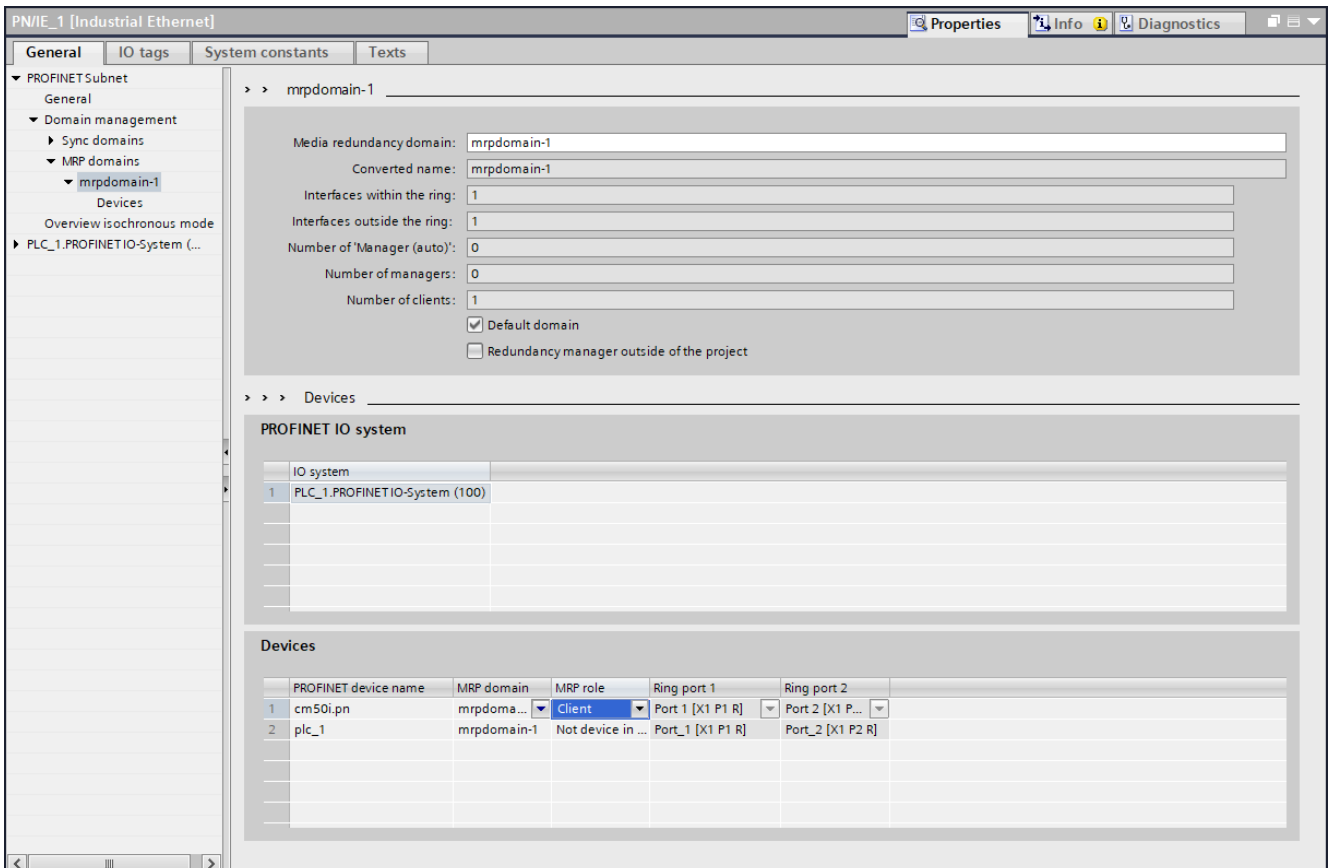 PN/IE_1 [Industrial Ethernet]
Properties
Info
Diagnostics
General
IO tags
System constants
Texts
PROFINET Subnet
General
Domain management
Sync domains
MRP domains
mrpdomain-1
Devices
Overview isochronous mode
PLC_1.PROFINET IO-System (...
> > mrpdomain-1
Media redundancy domain: mrpdomain-1
Converted name: mrpdomain-1
Interfaces within the ring: 1
Interfaces outside the ring: 1
Number of 'Manager (auto)': 0
Number of managers: 0
Number of clients: 1
Default domain
Redundancy manager outside of the project
> > > Devices
PROFINET IO system
IO system
1 PLC_1.PROFINET IO-System (100)
Devices
PROFINET device name MRP domain MRP role Ring port 1 Ring port 2
1 cm50i.pn mrpdoma... Client Port 1 [X1 P1 R] Port 2 [X1 P...
2 plc_1 mrpdomain-1 Not device in ... Port_1 [X1 P1 R] Port_2 [X1 P2 R]